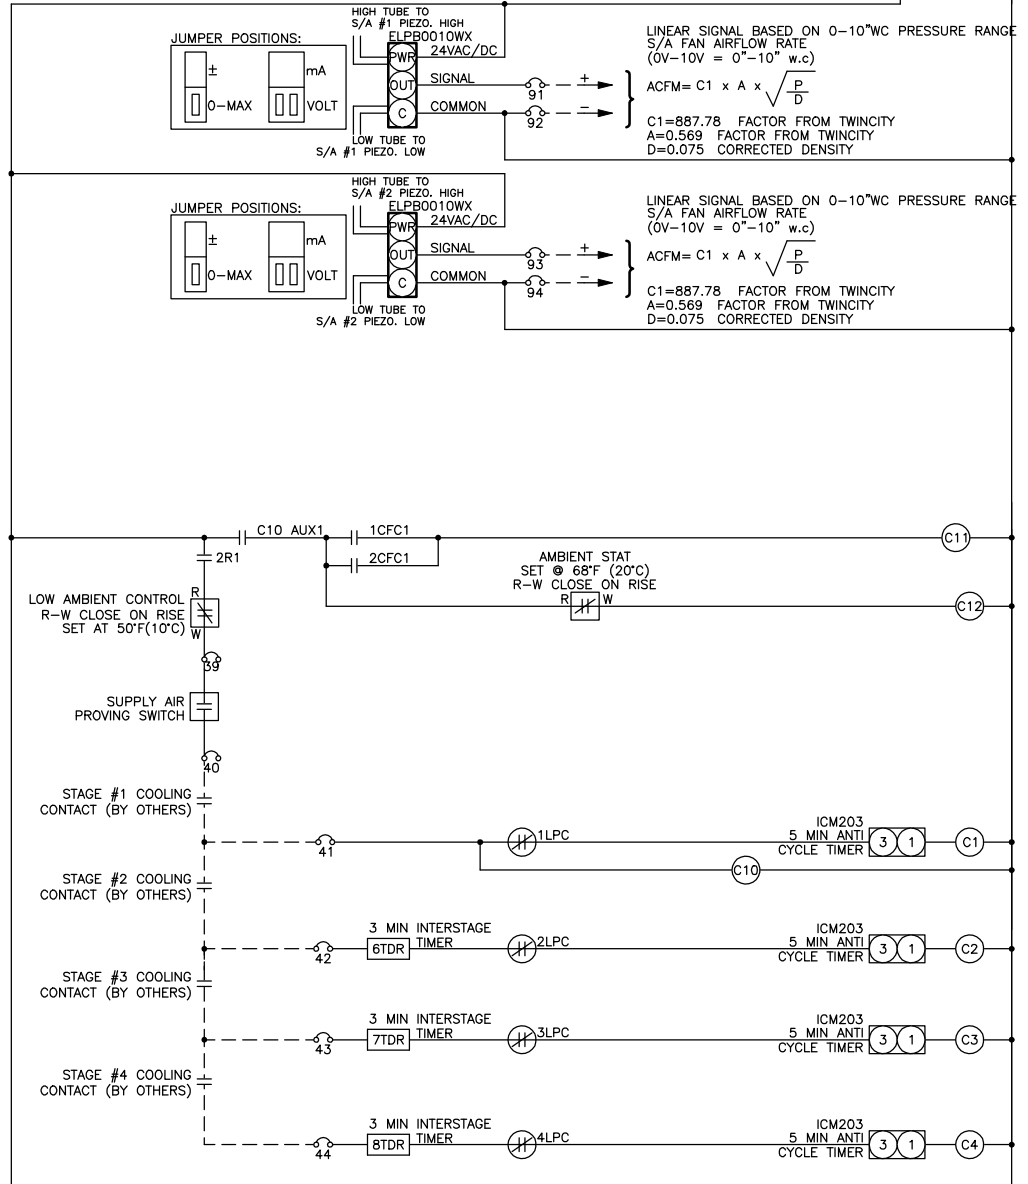 HIGH TUBE TO
S/A #1 PIEZO. HIGH
ELPB0010WX
JUMPER POSITIONS:
±
mA
0-MAX
VOLT
PWR
24VAC/DC
OUT
SIGNAL
C
COMMON
91
+
92
−
LOW TUBE TO
S/A #1 PIEZO. LOW
LINEAR SIGNAL BASED ON 0-10"WC PRESSURE RANGE
S/A FAN AIRFLOW RATE
(0V-10V = 0"-10" w.c)
ACFM= C1 x A x √ P
D
C1=887.78 FACTOR FROM TWINCITY
A=0.569 FACTOR FROM TWINCITY
D=0.075 CORRECTED DENSITY
HIGH TUBE TO
S/A #2 PIEZO. HIGH
ELPB0010WX
JUMPER POSITIONS:
±
mA
0-MAX
VOLT
PWR
24VAC/DC
OUT
SIGNAL
C
COMMON
93
+
94
−
LOW TUBE TO
S/A #2 PIEZO. LOW
LINEAR SIGNAL BASED ON 0-10"WC PRESSURE RANGE
S/A FAN AIRFLOW RATE
(0V-10V = 0"-10" w.c)
ACFM= C1 x A x √ P
D
C1=887.78 FACTOR FROM TWINCITY
A=0.569 FACTOR FROM TWINCITY
D=0.075 CORRECTED DENSITY
C10 AUX1
1CFC1
C11
2R1
2CFC1
AMBIENT STAT
SET @ 68°F (20°C)
R-W CLOSE ON RISE
R
W
C12
LOW AMBIENT CONTROL
R-W CLOSE ON RISE
SET AT 50°F(10°C)
R
W
39
SUPPLY AIR
PROVING SWITCH
40
STAGE #1 COOLING
CONTACT (BY OTHERS)
41
1LPC
ICM203
5 MIN ANTI
CYCLE TIMER
3
1
C1
C10
STAGE #2 COOLING
CONTACT (BY OTHERS)
42
3 MIN INTERSTAGE
6TDR
TIMER
2LPC
ICM203
5 MIN ANTI
CYCLE TIMER
3
1
C2
STAGE #3 COOLING
CONTACT (BY OTHERS)
43
3 MIN INTERSTAGE
7TDR
TIMER
3LPC
ICM203
5 MIN ANTI
CYCLE TIMER
3
1
C3
STAGE #4 COOLING
CONTACT (BY OTHERS)
44
3 MIN INTERSTAGE
8TDR
TIMER
4LPC
ICM203
5 MIN ANTI
CYCLE TIMER
3
1
C4